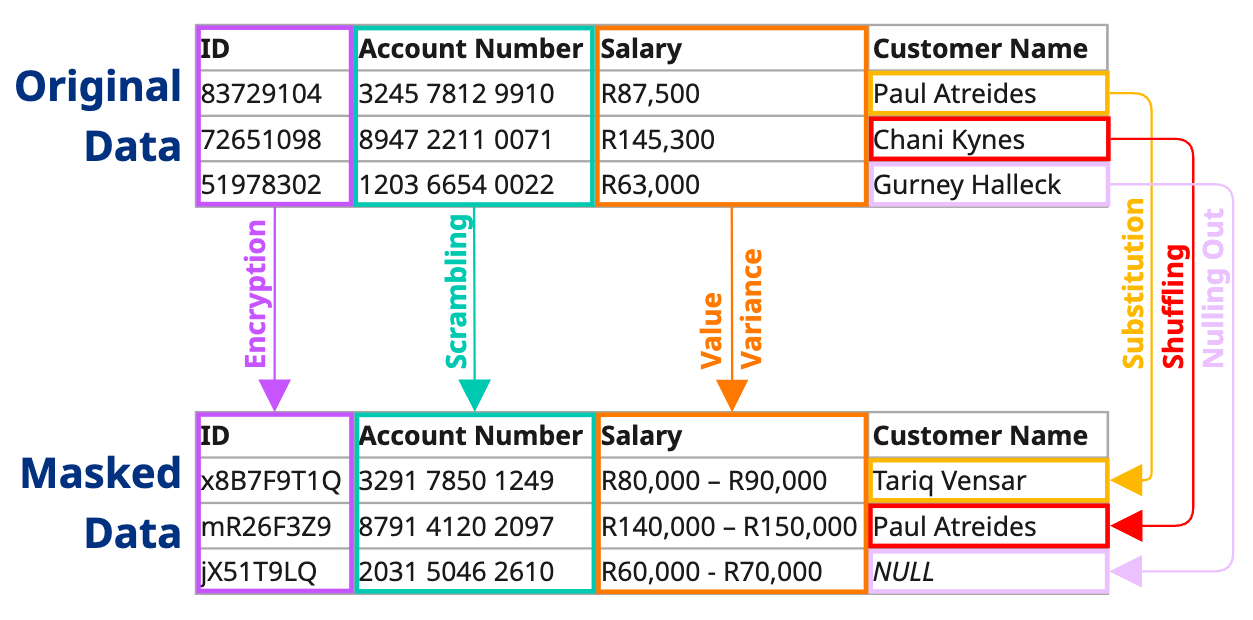 Original Data
ID Account Number Salary Customer Name
83729104 3245 7812 9910 R87,500 Paul Atreides
72651098 8947 2211 0071 R145,300 Chani Kynes
51978302 1203 6654 0022 R63,000 Gurney Halleck
Encryption
Scrambling
Value
Variance
Substitution
Shuffling
Nulling Out
Masked Data
ID Account Number Salary Customer Name
x8B7F9T1Q 3291 7850 1249 R80,000 – R90,000 Tariq Vensar
mR26F3Z9 8791 4120 2097 R140,000 – R150,000 Paul Atreides
jX51T9LQ 2031 5046 2610 R60,000 - R70,000 NULL